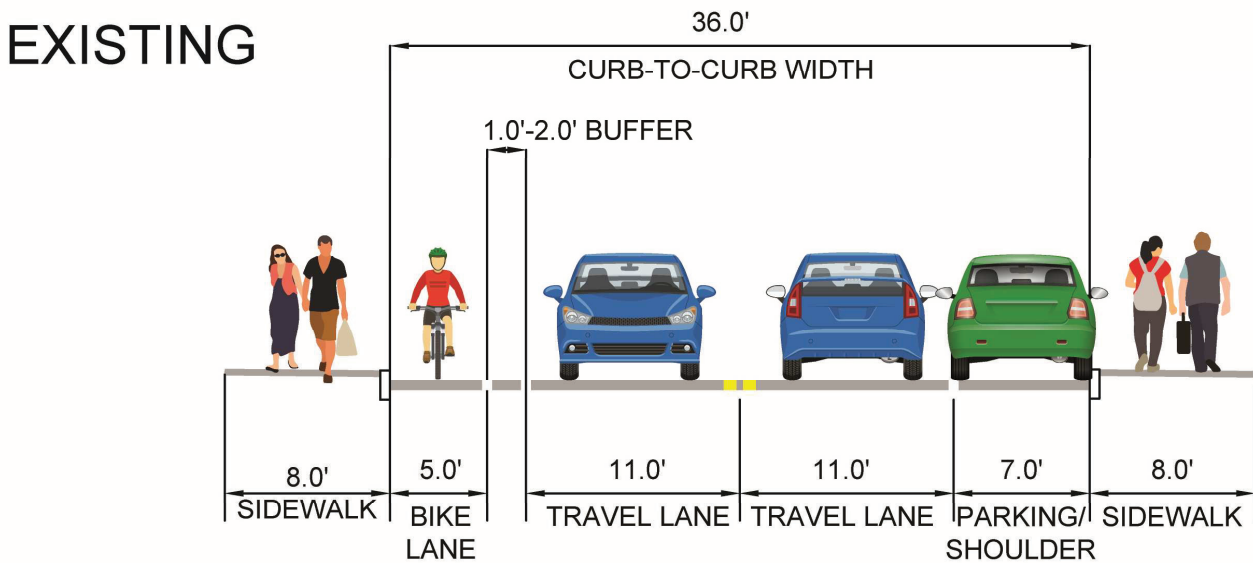 EXISTING
36.0'
CURB-TO-CURB WIDTH
1.0'-2.0' BUFFER
8.0'
SIDEWALK
5.0'
BIKE
LANE
11.0'
TRAVEL LANE
11.0'
TRAVEL LANE
7.0'
PARKING/
SHOULDER
8.0'
SIDEWALK